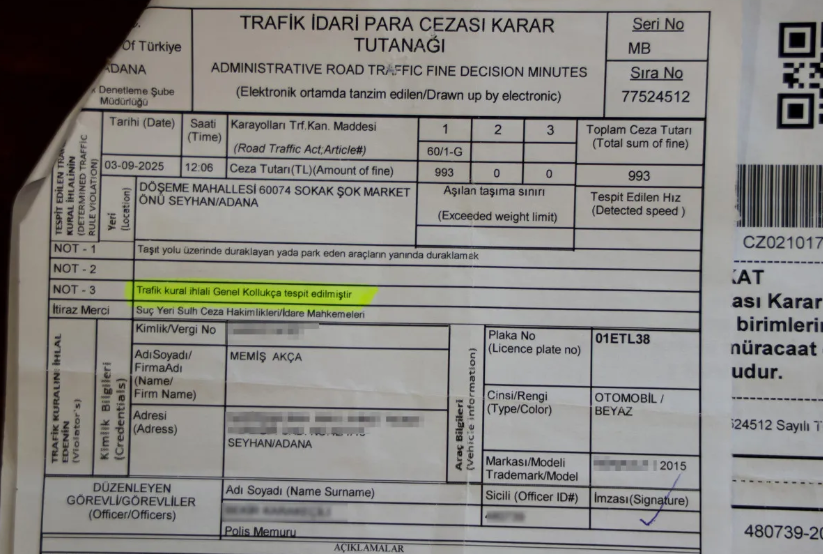 TRAFİK İDARİ PARA CEZASI KARAR
TUTANAĞI
ADMINISTRATIVE ROAD TRAFFIC FINE DECISION MINUTES
(Elektronik ortamda tanzim edilen/Drawn up by electronic)
Of Türkiye
ADANA
Denetleme Şube
Müdürlüğü
Seri No
MB
Sıra No
77524512
TESPİT EDİLEN
KURAL İHLALİNİN
(DETERMINED TRAFFIC
RULE VIOLATION)
Tarihi (Date)
Saati
(Time)
Karayolları Trf.Kan. Maddesi
(Road Traffic Act,Article#)
1 2 3
60/1-G
Toplam Ceza Tutarı
(Total sum of fine)
03-09-2025 12:06 Ceza Tutarı(TL)(Amount of fine) 993 0 0 993
Yeri
(Location)
DÖŞEME MAHALLESİ 60074 SOKAK ŞOK MARKET
ÖNÜ SEYHAN/ADANA
Aşılan taşıma sınırı
(Exceeded weight limit)
Tespit Edilen Hız
(Detected speed )
NOT - 1 Taşıt yolu üzerinde duraklayan yada park eden araçların yanında duraklamak
NOT - 2
NOT - 3 Trafik kural ihlali Genel Kollukça tespit edilmiştir
İtiraz Merci Suç Yeri Sulh Ceza Hakimlikleri/İdare Mahkemeleri
TRAFİK KURALINI İHLAL
EDENİN
(Violator's)
Kimlik Bilgileri
(Credentials)
Kimlik/Vergi No
AdıSoyadı/
FirmaAdı
(Name/
Firm Name)
MEMİŞ AKÇA
Adresi
(Adress)
SEYHAN/ADANA
Araç Bilgileri
(Vehicle information)
Plaka No
(Licence plate no)
01ETL38
Cinsi/Rengi
(Type/Color)
OTOMOBİL /
BEYAZ
Markası/Modeli
Trademark/Model
2015
DÜZENLEYEN
GÖREVLİ/GÖREVLİLER
(Officer/Officers)
Adı Soyadı (Name Surname)
Sicili (Officer ID#)
İmzası(Signature)
Polis Memuru
AÇIKLAMALAR
CZ021017
KAT
ası Karar
birimlerin
müracaat
udur.
77524512 Sayılı
480739-20